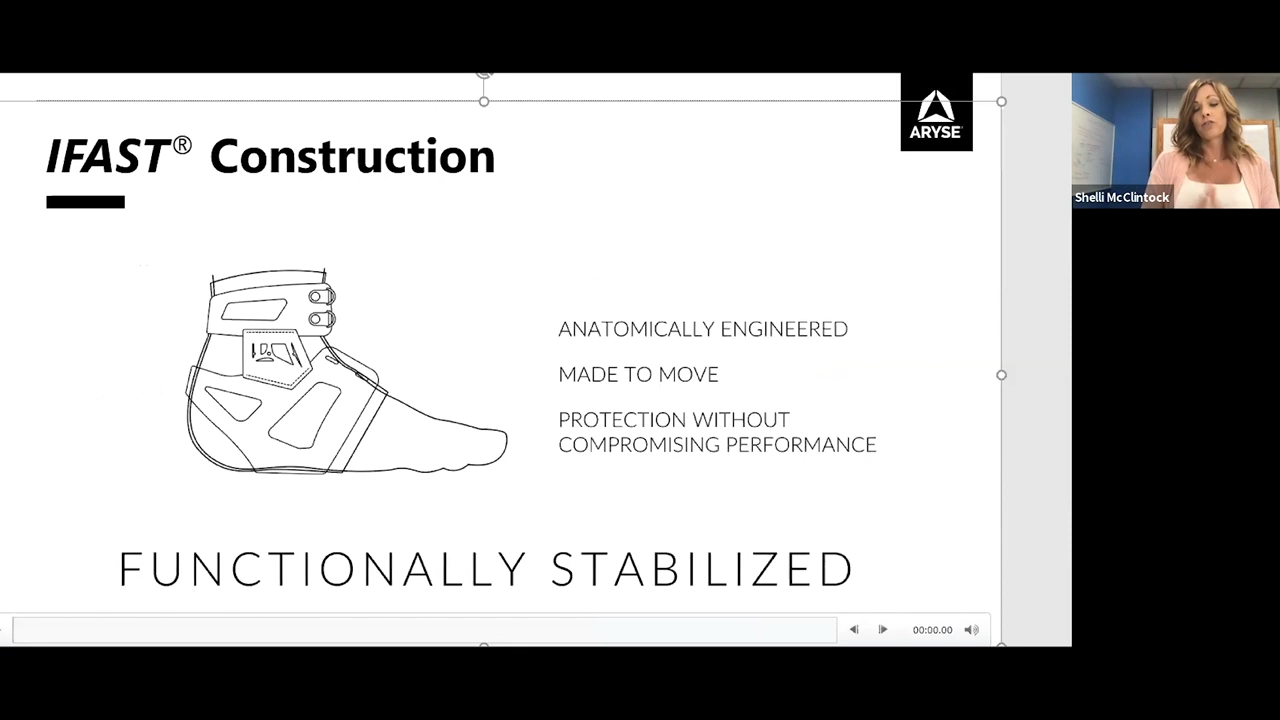 IFAST® Construction
ARYSE
Shelli McClintock
ANATOMICALLY ENGINEERED
MADE TO MOVE
PROTECTION WITHOUT
COMPROMISING PERFORMANCE
FUNCTIONALLY STABILIZED
00:00.00